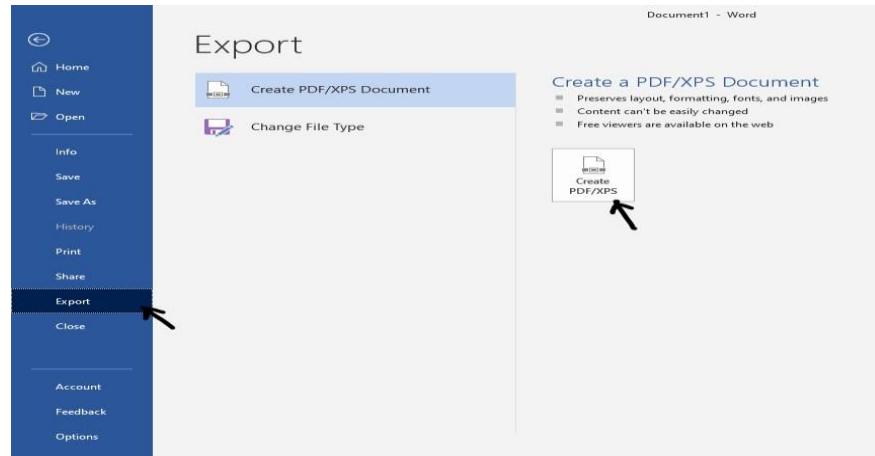 Document1 - Word
Export
Home
New
Open
Info
Save
Save As
History
Print
Share
Export
Close
Account
Feedback
Options
Create PDF/XPS Document
Change File Type
Create a PDF/XPS Document
Preserves layout, formatting, fonts, and images
Content can't be easily changed
Free viewers are available on the web
Create
PDF/XPS